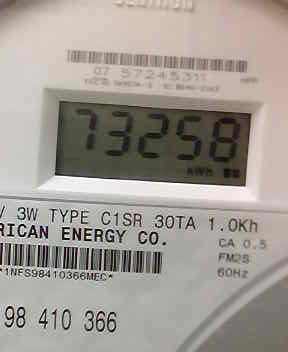 07 57245311
73258
kWh
V 3W TYPE C1SR 30TA 1.0Kh
RICAN ENERGY CO.
CA 0.5
FM2S
60Hz
*1NFS98410366MEC*
98 410 366